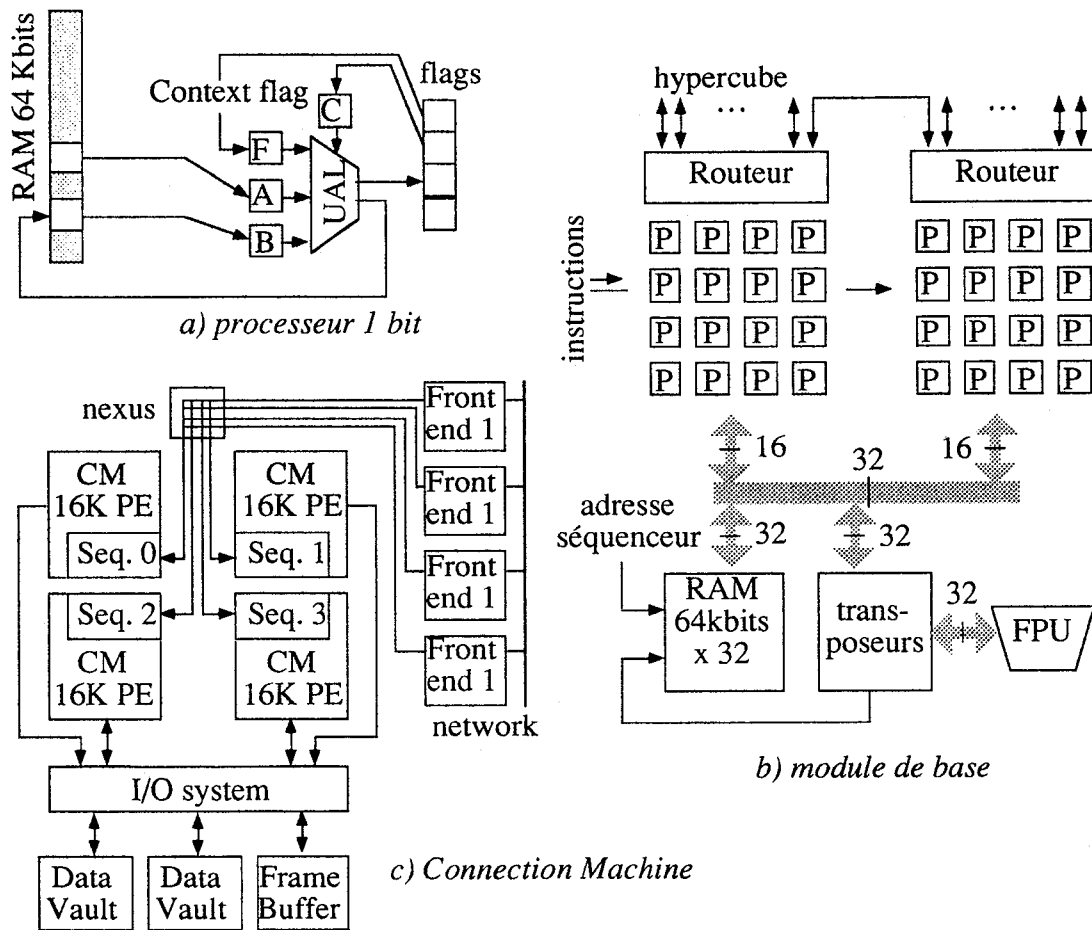 RAM 64 Kbits
Context flag
flags
C
F
A
B
UAL
a) processeur 1 bit
hypercube
... ...
Routeur Routeur
instructions
P P P P P P P P
P P P P P P P P
P P P P P P P P
P P P P P P P P
16 32 16
adresse
séquenceur
32 32
RAM
64kbits
x 32
trans-
poseurs
32
FPU
b) module de base
nexus
Front
end 1
Front
end 1
Front
end 1
Front
end 1
network
CM
16K PE
Seq. 0
CM
16K PE
Seq. 1
Seq. 2
CM
16K PE
Seq. 3
CM
16K PE
I/O system
Data
Vault
Data
Vault
Frame
Buffer
c) Connection Machine